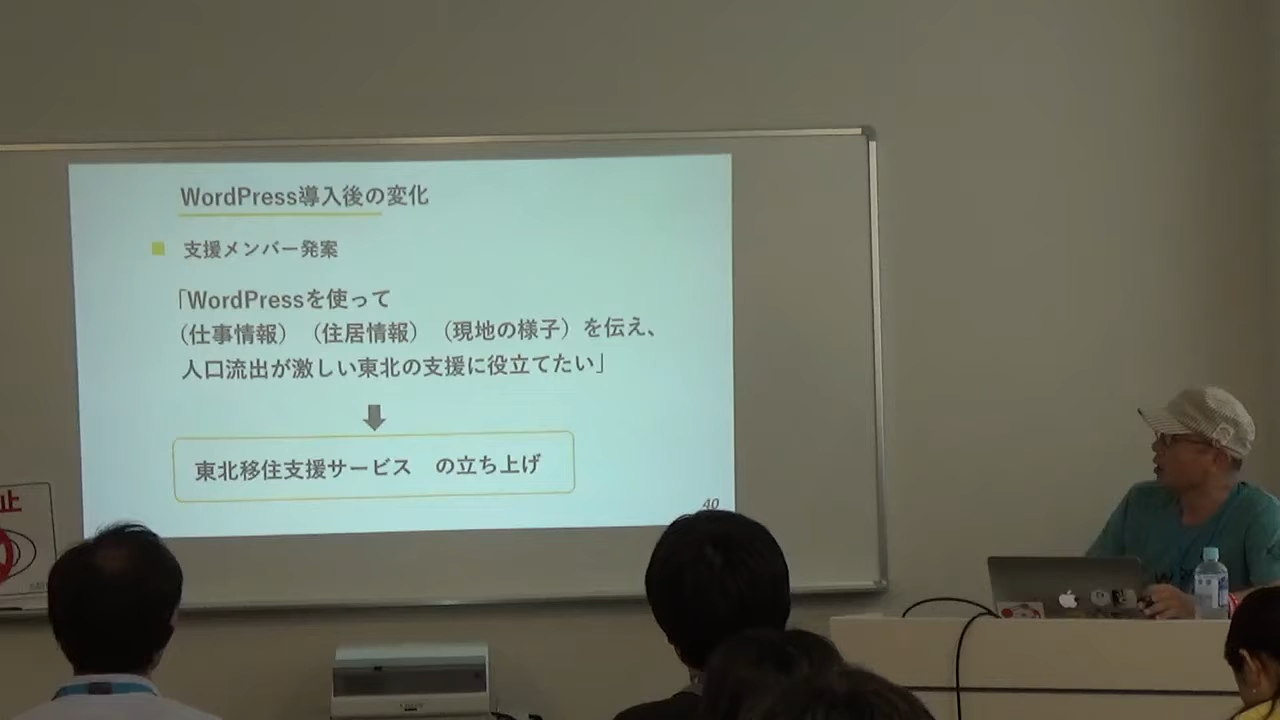 WordPress導入後の変化
支援メンバー発案
「WordPressを使って
（仕事情報）（住居情報）（現地の様子）を伝え、
人口流出が激しい東北の支援に役立てたい」
東北移住支援サービス　の立ち上げ
40
止